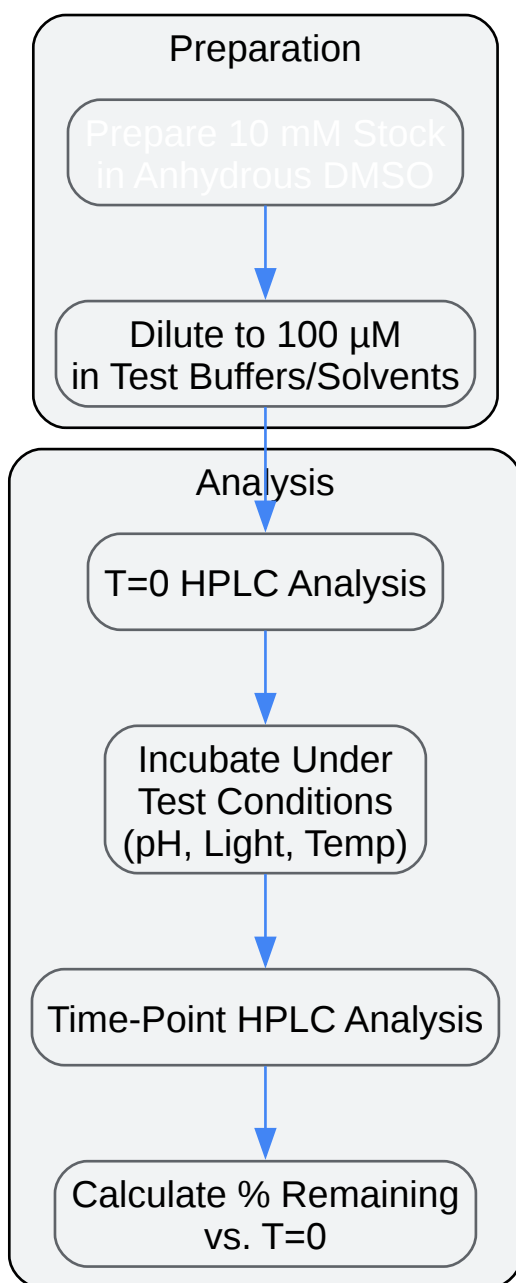 Preparation
Prepare 10 mM Stock
in Anhydrous DMSO
Dilute to 100 µM
in Test Buffers/Solvents
Analysis
T=0 HPLC Analysis
Incubate Under
Test Conditions
(pH, Light, Temp)
Time-Point HPLC Analysis
Calculate % Remaining
vs. T=0